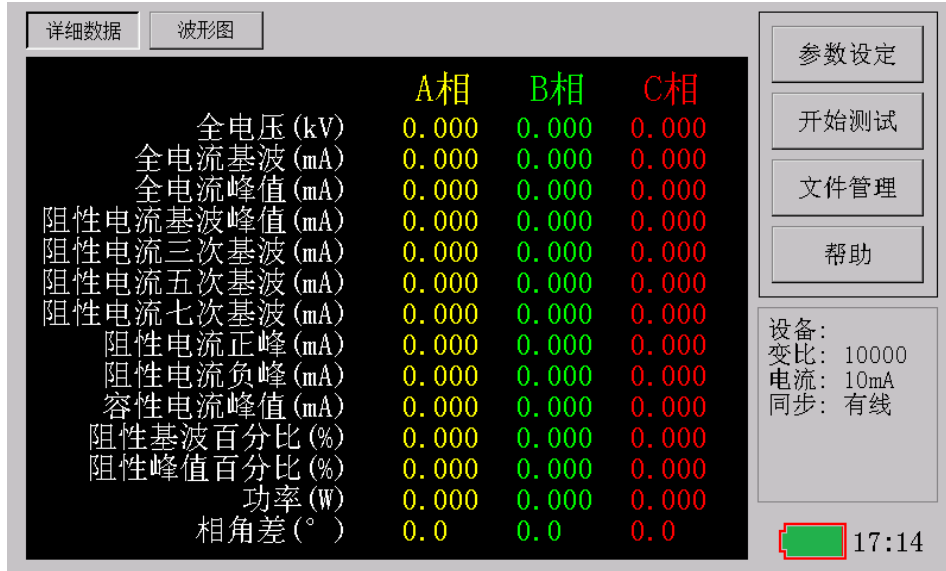 详细数据 波形图
A相 B相 C相
全电压(kV) 0.000 0.000 0.000
全电流基波(mA) 0.000 0.000 0.000
全电流峰值(mA) 0.000 0.000 0.000
阻性电流基波峰值(mA) 0.000 0.000 0.000
阻性电流三次基波(mA) 0.000 0.000 0.000
阻性电流五次基波(mA) 0.000 0.000 0.000
阻性电流七次基波(mA) 0.000 0.000 0.000
阻性电流正峰(mA) 0.000 0.000 0.000
阻性电流负峰(mA) 0.000 0.000 0.000
容性电流峰值(mA) 0.000 0.000 0.000
阻性基波百分比(%) 0.000 0.000 0.000
阻性峰值百分比(%) 0.000 0.000 0.000
功率(W) 0.000 0.000 0.000
相角差(° ) 0.0 0.0 0.0
参数设定
开始测试
文件管理
帮助
设备:
变比: 10000
电流: 10mA
同步: 有线
17:14